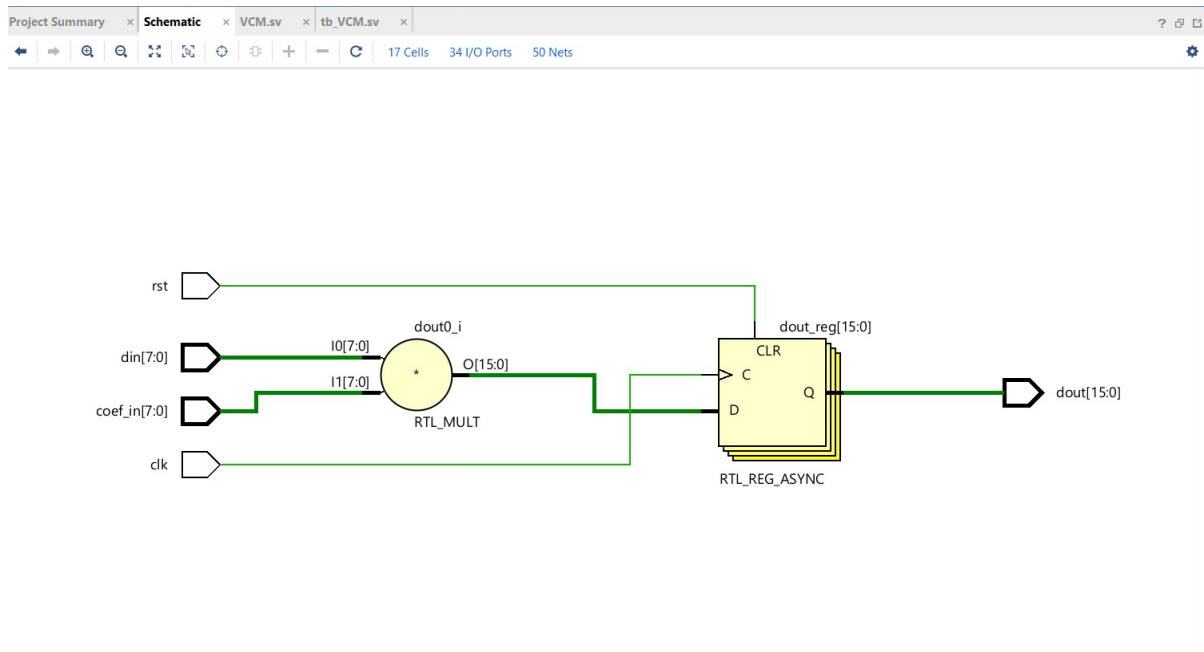 Project Summary × Schematic × VCM.sv × tb_VCM.sv ×
?
17 Cells 34 I/O Ports 50 Nets
rst
dout0_i
dout_reg[15:0]
CLR
din[7:0]
I0[7:0]
O[15:0]
*
C
I1[7:0]
Q
dout[15:0]
coef_in[7:0]
D
RTL_MULT
clk
RTL_REG_ASYNC